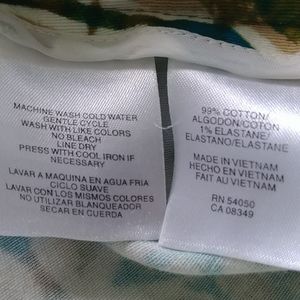 MACHINE WASH COLD WATER
GENTLE CYCLE
WASH WITH LIKE COLORS
NO BLEACH
LINE DRY
PRESS WITH COOL IRON IF
NECESSARY
LAVAR A MAQUINA EN AGUA FRIA
CICLO SUAVE
LAVAR CON LOS MISMOS COLORES
NO UTILIZAR BLANQUEADOR
SECAR EN CUERDA
99% COTTON/
ALGODON/COTON
1% ELASTANE/
ELASTANO/ELASTANE
MADE IN VIETNAM
HECHO EN VIETNAM
FAIT AU VIETNAM
RN 54050
CA 08349